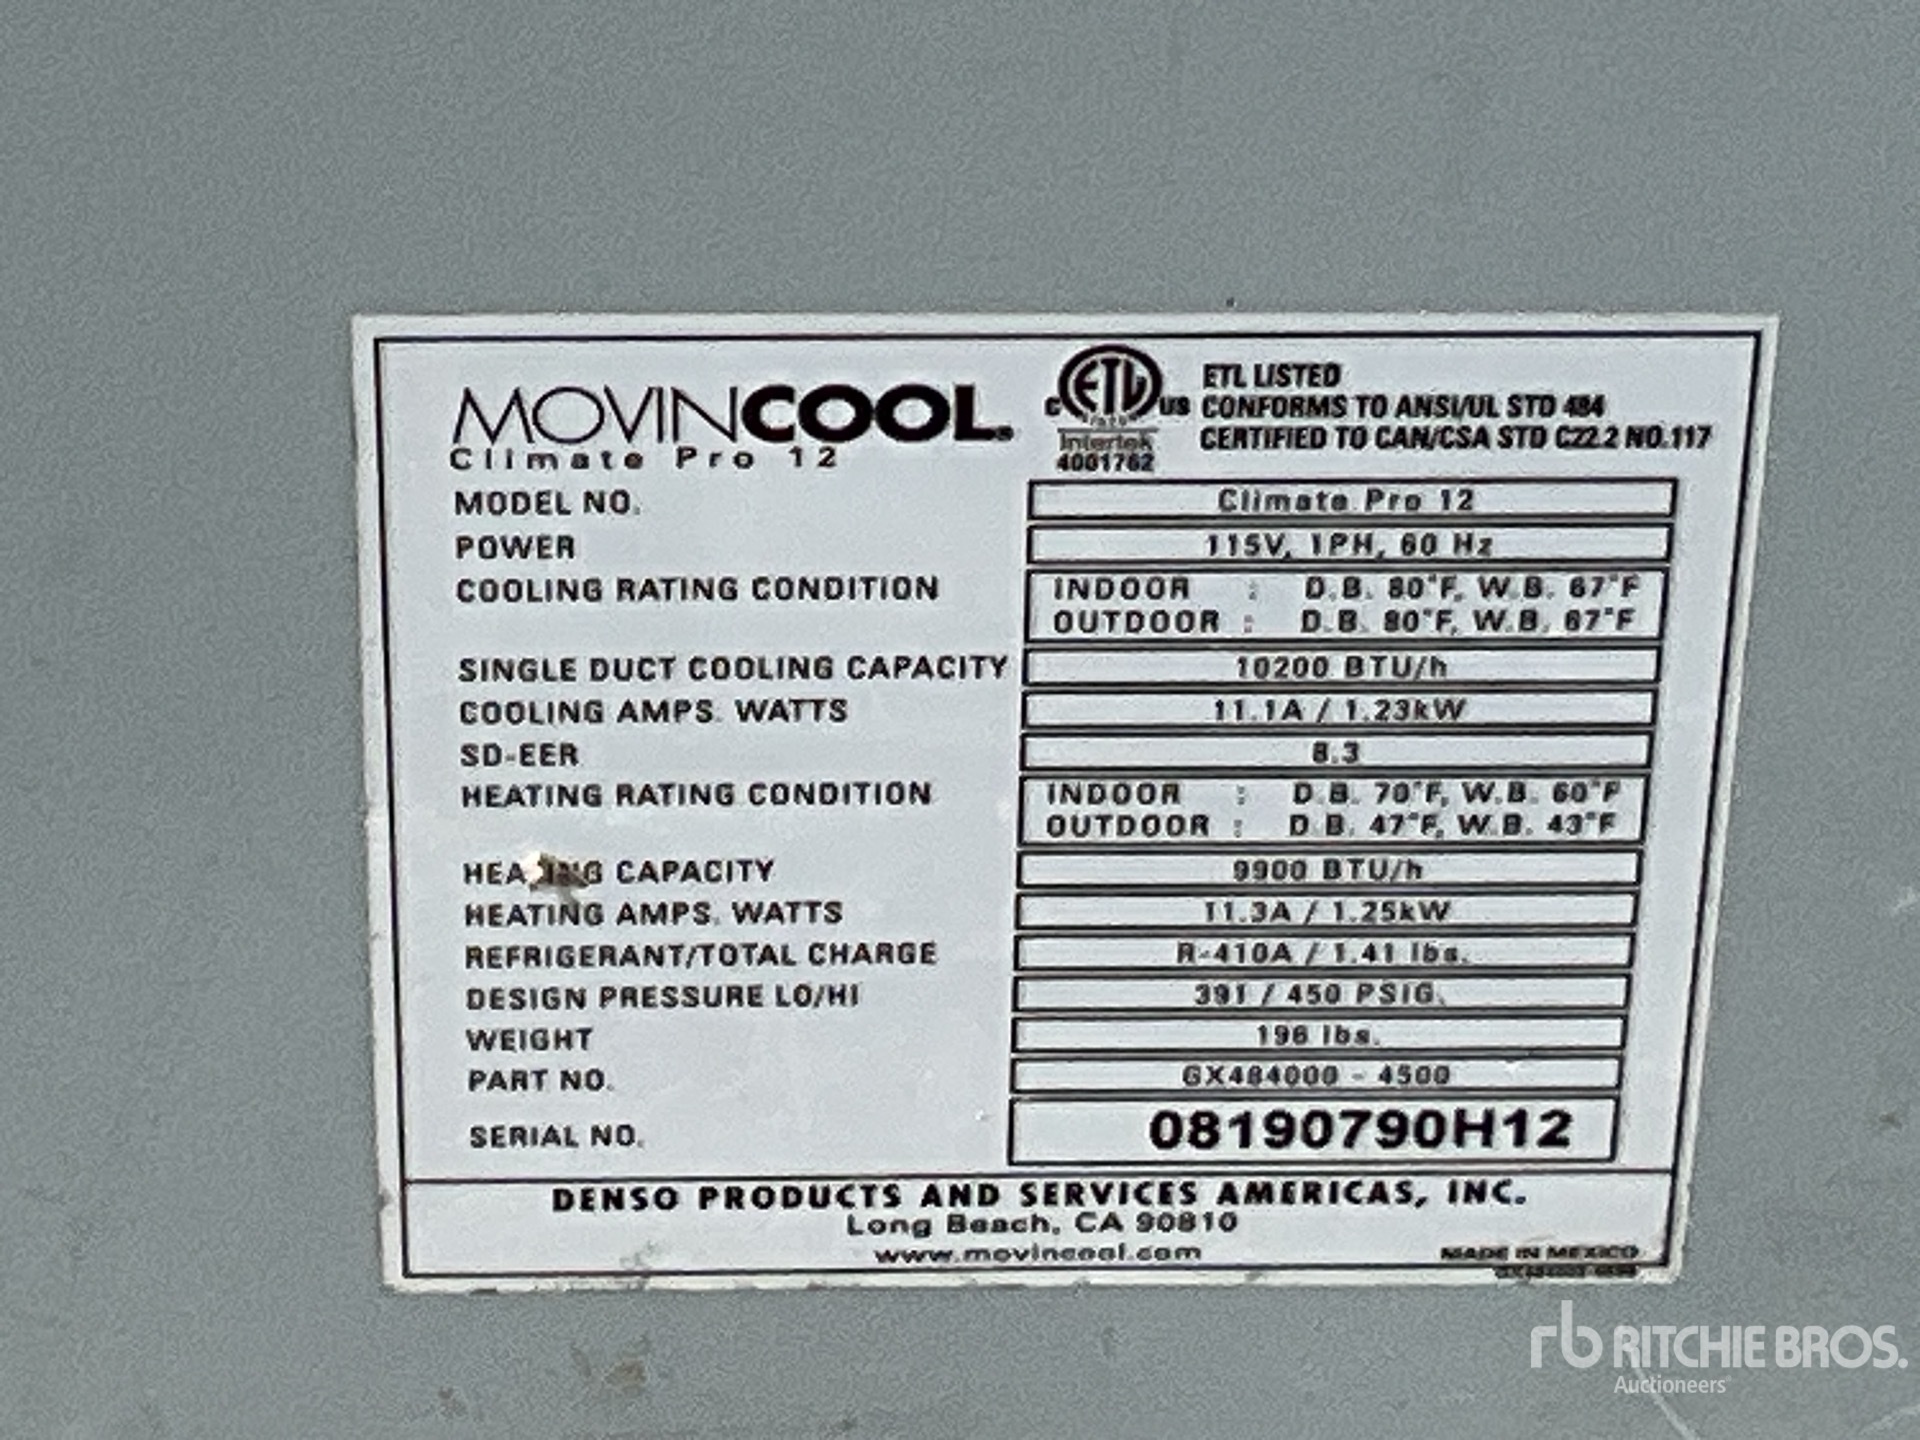 MOVINCOOL®
Climate Pro 12
C ETL US
Intertek
4001762
ETL LISTED
CONFORMS TO ANSI/UL STD 484
CERTIFIED TO CAN/CSA STD C22.2 NO.117
MODEL NO. Climate Pro 12
POWER 115V, 1PH, 60 Hz
COOLING RATING CONDITION INDOOR : D.B. 80°F, W.B. 67°F
OUTDOOR : D.B. 80°F, W.B. 67°F
SINGLE DUCT COOLING CAPACITY 10200 BTU/h
COOLING AMPS. WATTS 11.1A / 1.23kW
SD-EER 8.3
HEATING RATING CONDITION INDOOR : D.B. 70°F, W.B. 60°F
OUTDOOR : D.B. 47°F, W.B. 43°F
HEATING CAPACITY 9900 BTU/h
HEATING AMPS. WATTS 11.3A / 1.25kW
REFRIGERANT/TOTAL CHARGE R-410A / 1.41 lbs.
DESIGN PRESSURE LO/HI 391 / 450 PSIG.
WEIGHT 196 lbs.
PART NO. GX484000 - 4500
SERIAL NO. 08190790H12
DENSO PRODUCTS AND SERVICES AMERICAS, INC.
Long Beach, CA 90810
www.movincool.com
MADE IN MEXICO
rb RITCHIE BROS.
Auctioneers